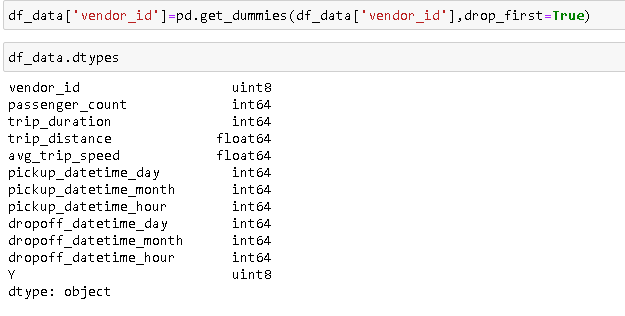 df_data['vendor_id']=pd.get_dummies(df_data['vendor_id'],drop_first=True)
df_data.dtypes
vendor_id uint8
passenger_count int64
trip_duration int64
trip_distance float64
avg_trip_speed float64
pickup_datetime_day int64
pickup_datetime_month int64
pickup_datetime_hour int64
dropoff_datetime_day int64
dropoff_datetime_month int64
dropoff_datetime_hour int64
Y uint8
dtype: object